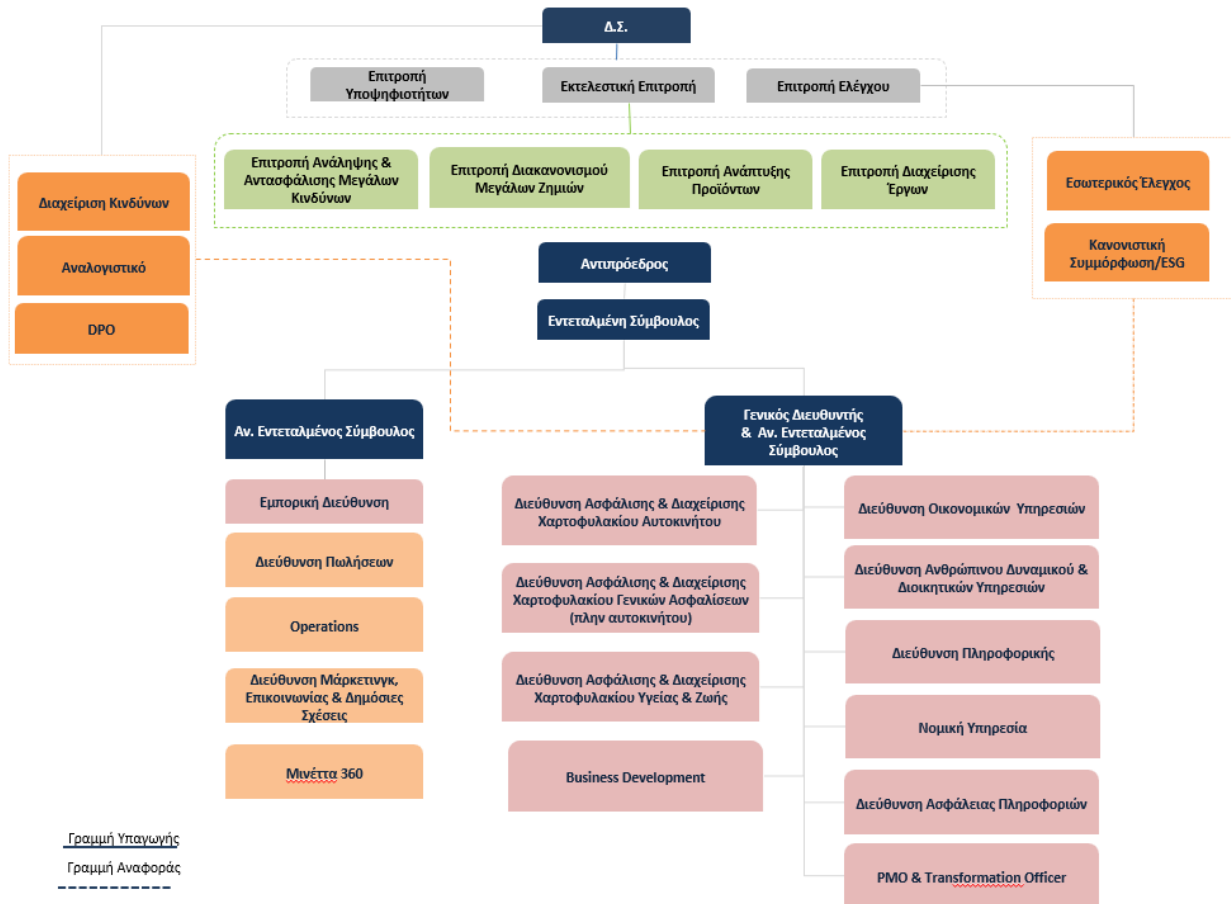 Δ.Σ.
Επιτροπή
Υποψηφιοτήτων
Εκτελεστική Επιτροπή
Επιτροπή Ελέγχου
Επιτροπή Ανάληψης &
Αντασφάλισης Μεγάλων
Κινδύνων
Επιτροπή Διακανονισμού
Μεγάλων Ζημιών
Επιτροπή Ανάπτυξης
Προϊόντων
Επιτροπή Διαχείρισης
Έργων
Διαχείριση Κινδύνων
Αναλογιστικό
DPO
Εσωτερικός Έλεγχος
Κανονιστική
Συμμόρφωση/ESG
Αντιπρόεδρος
Εντεταλμένη Σύμβουλος
Αν. Εντεταλμένος Σύμβουλος
Γενικός Διευθυντής
& Αν. Εντεταλμένος
Σύμβουλος
Εμπορική Διεύθυνση
Διεύθυνση Πωλήσεων
Operations
Διεύθυνση Μάρκετινγκ,
Επικοινωνίας & Δημόσιες
Σχέσεις
Μινέττα 360
Διεύθυνση Ασφάλισης & Διαχείρισης
Χαρτοφυλακίου Αυτοκινήτου
Διεύθυνση Ασφάλισης & Διαχείρισης
Χαρτοφυλακίου Γενικών Ασφαλίσεων
(πλην αυτοκινήτου)
Διεύθυνση Ασφάλισης & Διαχείρισης
Χαρτοφυλακίου Υγείας & Ζωής
Business Development
Διεύθυνση Οικονομικών Υπηρεσιών
Διεύθυνση Ανθρώπινου Δυναμικού &
Διοικητικών Υπηρεσιών
Διεύθυνση Πληροφορικής
Νομική Υπηρεσία
Διεύθυνση Ασφάλειας Πληροφοριών
PMO & Transformation Officer
Γραμμή Υπαγωγής
Γραμμή Αναφοράς